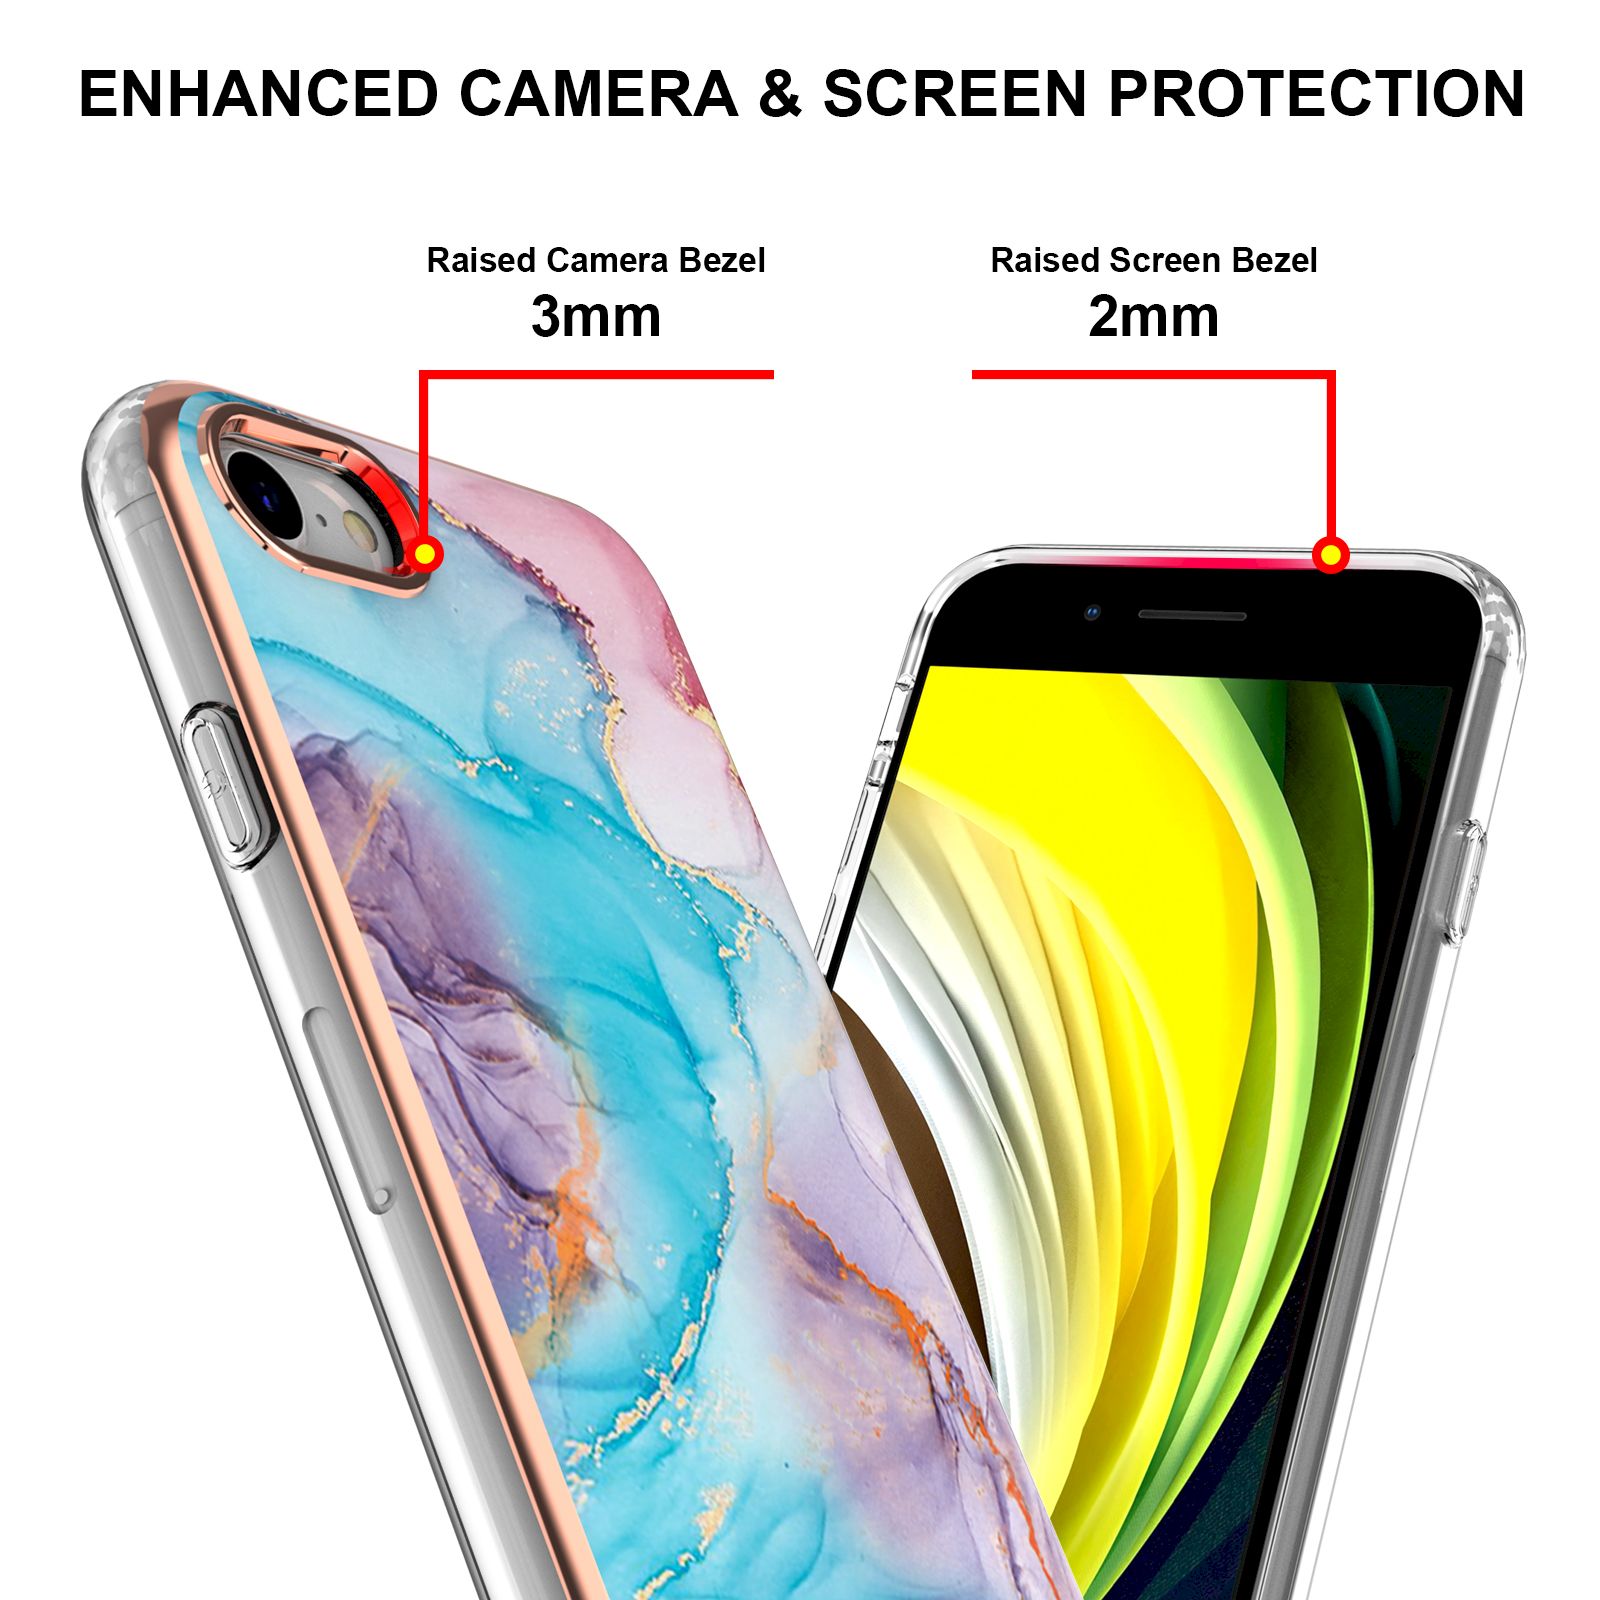 ENHANCED CAMERA & SCREEN PROTECTION
Raised Camera Bezel
3mm
Raised Screen Bezel
2mm